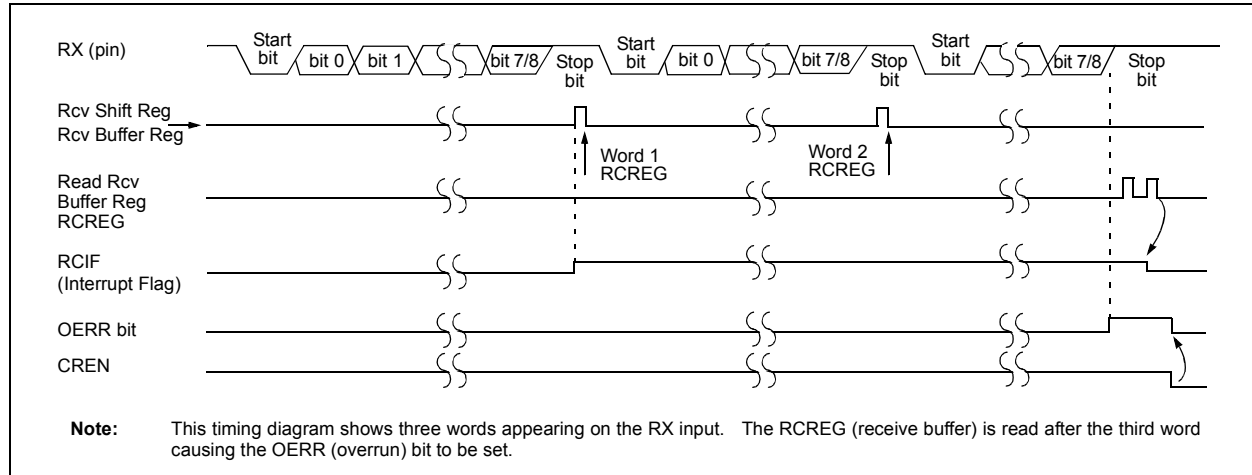 RX (pin)
Start
bit
bit 0
bit 1
bit 7/8
Stop
bit
Start
bit
bit 0
bit 7/8
Stop
bit
Start
bit
bit 7/8
Stop
bit
Rcv Shift Reg
Rcv Buffer Reg
Word 1
RCREG
Word 2
RCREG
Read Rcv
Buffer Reg
RCREG
RCIF
(Interrupt Flag)
OERR bit
CREN
Note: This timing diagram shows three words appearing on the RX input. The RCREG (receive buffer) is read after the third word
causing the OERR (overrun) bit to be set.